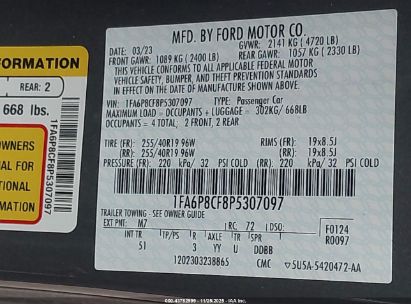 MFD. BY FORD MOTOR CO.
DATE: 03/23 GVWR: 2141 KG ( 4720 LB)
FRONT GAWR: 1089 KG ( 2400 LB) REAR GAWR: 1057 KG ( 2330 LB)
THIS VEHICLE CONFORMS TO ALL APPLICABLE FEDERAL MOTOR
VEHICLE SAFETY, BUMPER, AND THEFT PREVENTION STANDARDS
IN EFFECT ON THE DATE OF MANUFACTURE SHOWN ABOVE.
VIN: 1FA6P8CF8P5307097 TYPE: Passenger Car
MAXIMUM LOAD = OCCUPANTS + LUGGAGE = 302KG/ 668LB
OCCUPANTS = 4 TOTAL; 2 FRONT, 2 REAR
TIRE (FR): 255/40R19 96W RIMS (FR): 19x8.5J
(RR): 255/40R19 96W (RR): 19x8.5J
PRESSURE (FR): 220 kPa/ 32 PSI COLD (RR): 220 kPa/ 32 PSI COLD
1FA6P8CF8P5307097
TRAILER TOWING - SEE OWNER GUIDE
EXT PNT: M7 RC: 72 DSO: F0124
R0097
INT TR TP/PS R AXLE TR SPR
51 3 YY U DDBB
1202303238865 CMC 5U5A-5420472-AA
FORMATION
REAR: 2
668 lbs.
OWNERS
UAL FOR
TIONAL
MATION
1FA6P8CF8P5307097